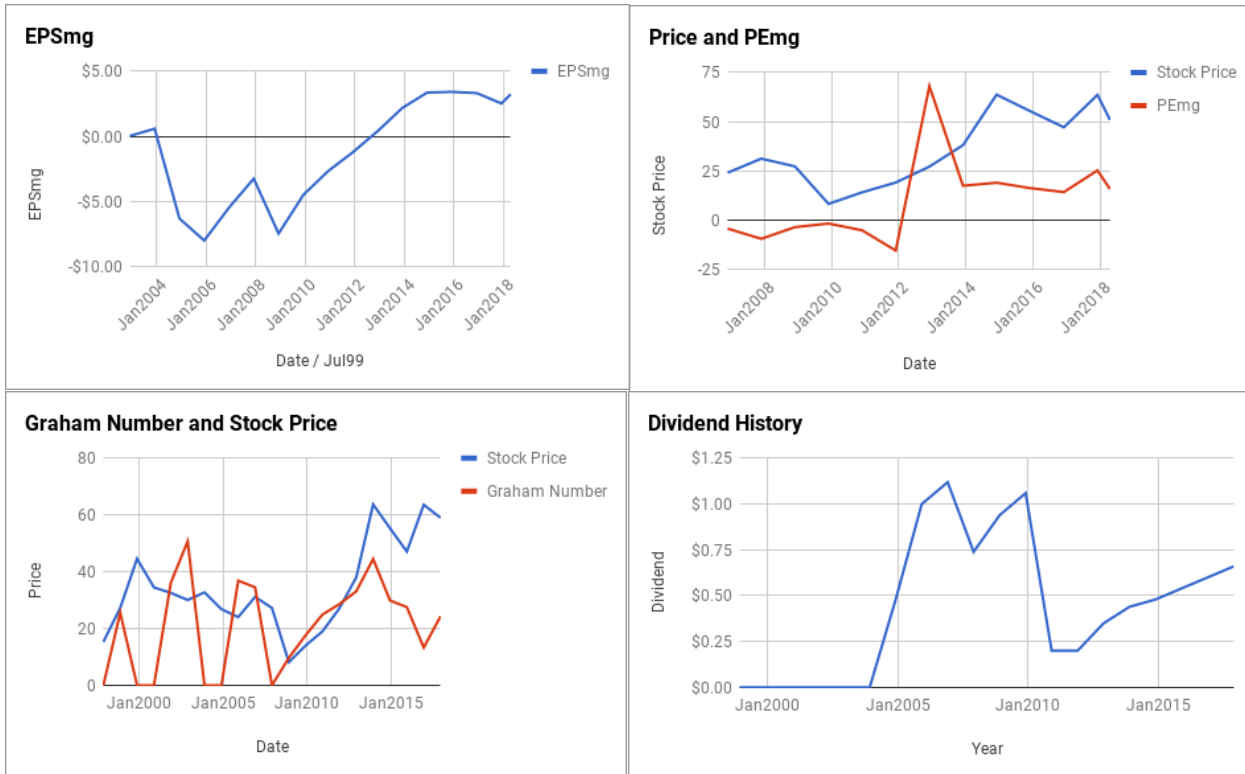 EPSmg
$5.00
EPSmg
$0.00
-$5.00
-$10.00
EPSmg
Jan2004
Jan2006
Jan2008
Jan2010
Jan2012
Jan2014
Jan2016
Jan2018
Date / Jul99
Price and PEmg
75
Stock Price
50
PEmg
25
0
-25
Stock Price
Jan2008
Jan2010
Jan2012
Jan2014
Jan2016
Jan2018
Date
Graham Number and Stock Price
80
Stock Price
60
Graham Number
40
20
0
Price
Jan2000
Jan2005
Jan2010
Jan2015
Date
Dividend History
$1.25
$1.00
$0.75
$0.50
$0.25
$0.00
Dividend
Jan2000
Jan2005
Jan2010
Jan2015
Year